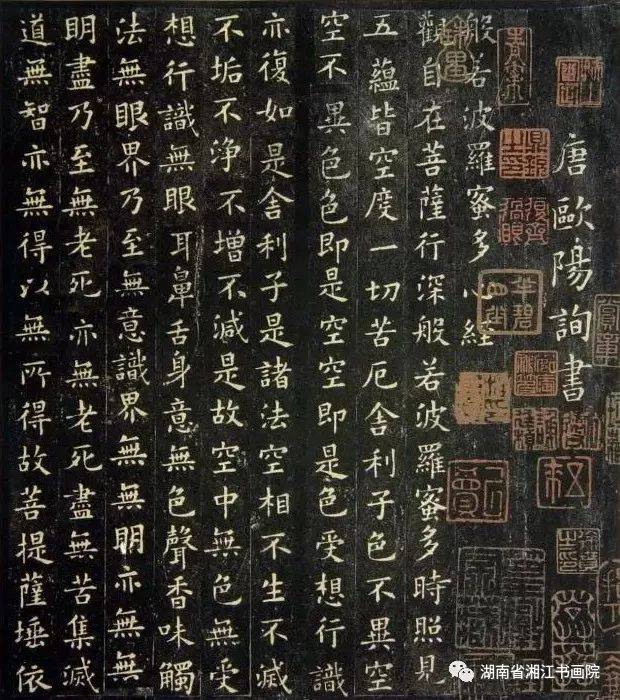 唐歐陽詢書
般若波羅蜜多心經
觀自在菩薩行深般若波羅蜜多時照見
五蘊皆空度一切苦厄舍利子色不異空
空不異色色即是空空即是色受想行識
亦復如是舍利子是諸法空相不生不滅
不垢不浄不增不減是故空中無色無受
想行識無眼耳鼻舌身意無色聲香味觸
法無眼界乃至無意識界無無明亦無無
明盡乃至無老死亦無老死盡無苦集滅
道無智亦無得以無所得故菩提薩埵依
湖南省湘江书画院